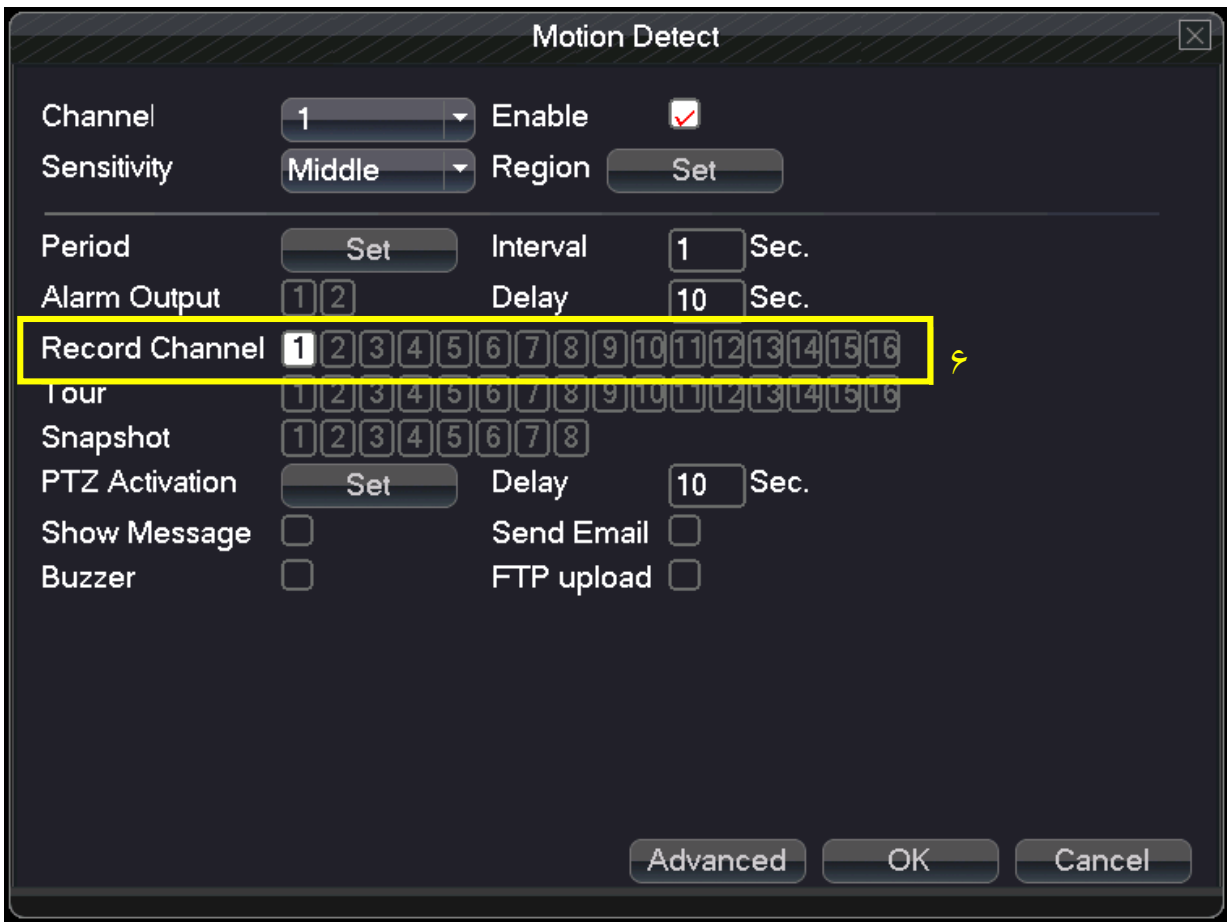 Motion Detect
Channel 1 Enable
Sensitivity Middle Region Set
Period Set Interval 1 Sec.
Alarm Output 1 2 Delay 10 Sec.
Record Channel 1 2 3 4 5 6 7 8 9 10 11 12 13 14 15 16 ۶
Tour 1 2 3 4 5 6 7 8 9 10 11 12 13 14 15 16
Snapshot 1 2 3 4 5 6 7 8
PTZ Activation Set Delay 10 Sec.
Show Message Send Email
Buzzer FTP upload
Advanced OK Cancel